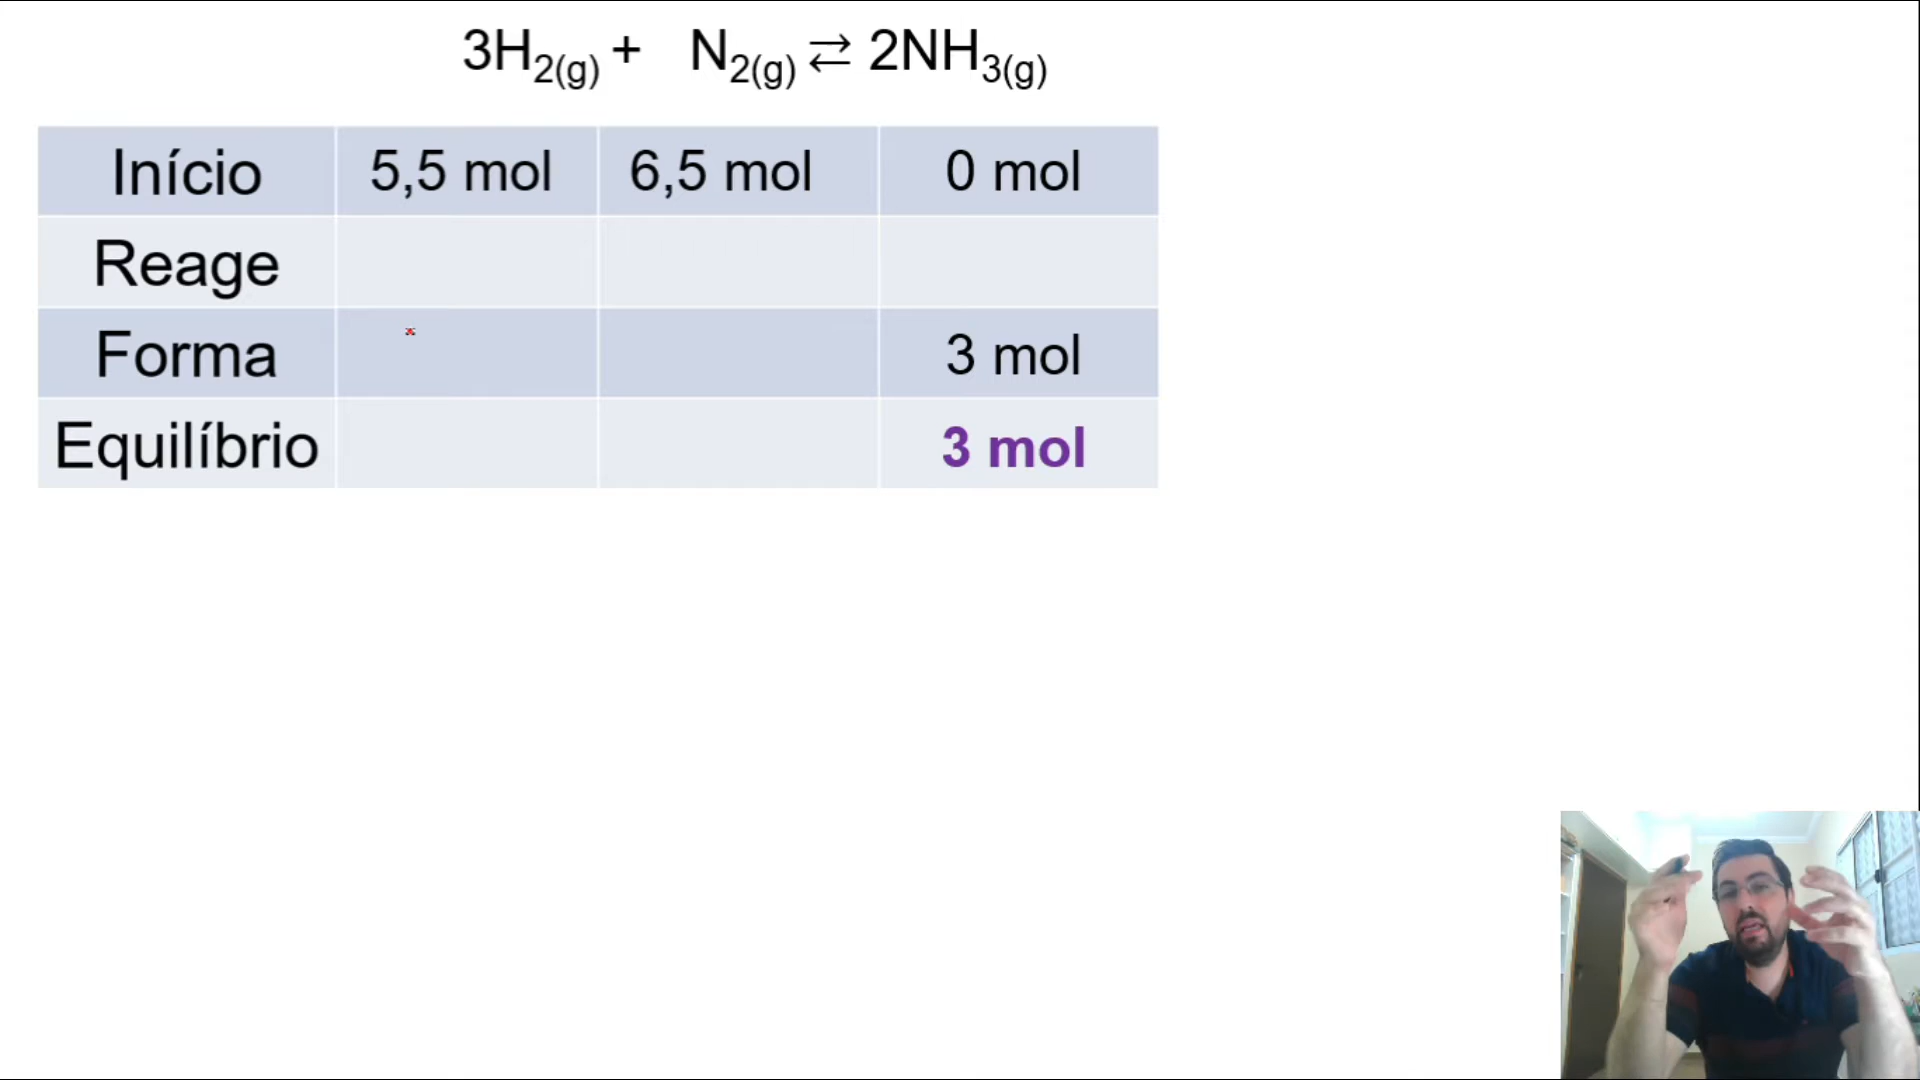 3H2(g) + N2(g) ⇄ 2NH3(g)
Início 5,5 mol 6,5 mol 0 mol
Reage
Forma 3 mol
Equilíbrio 3 mol